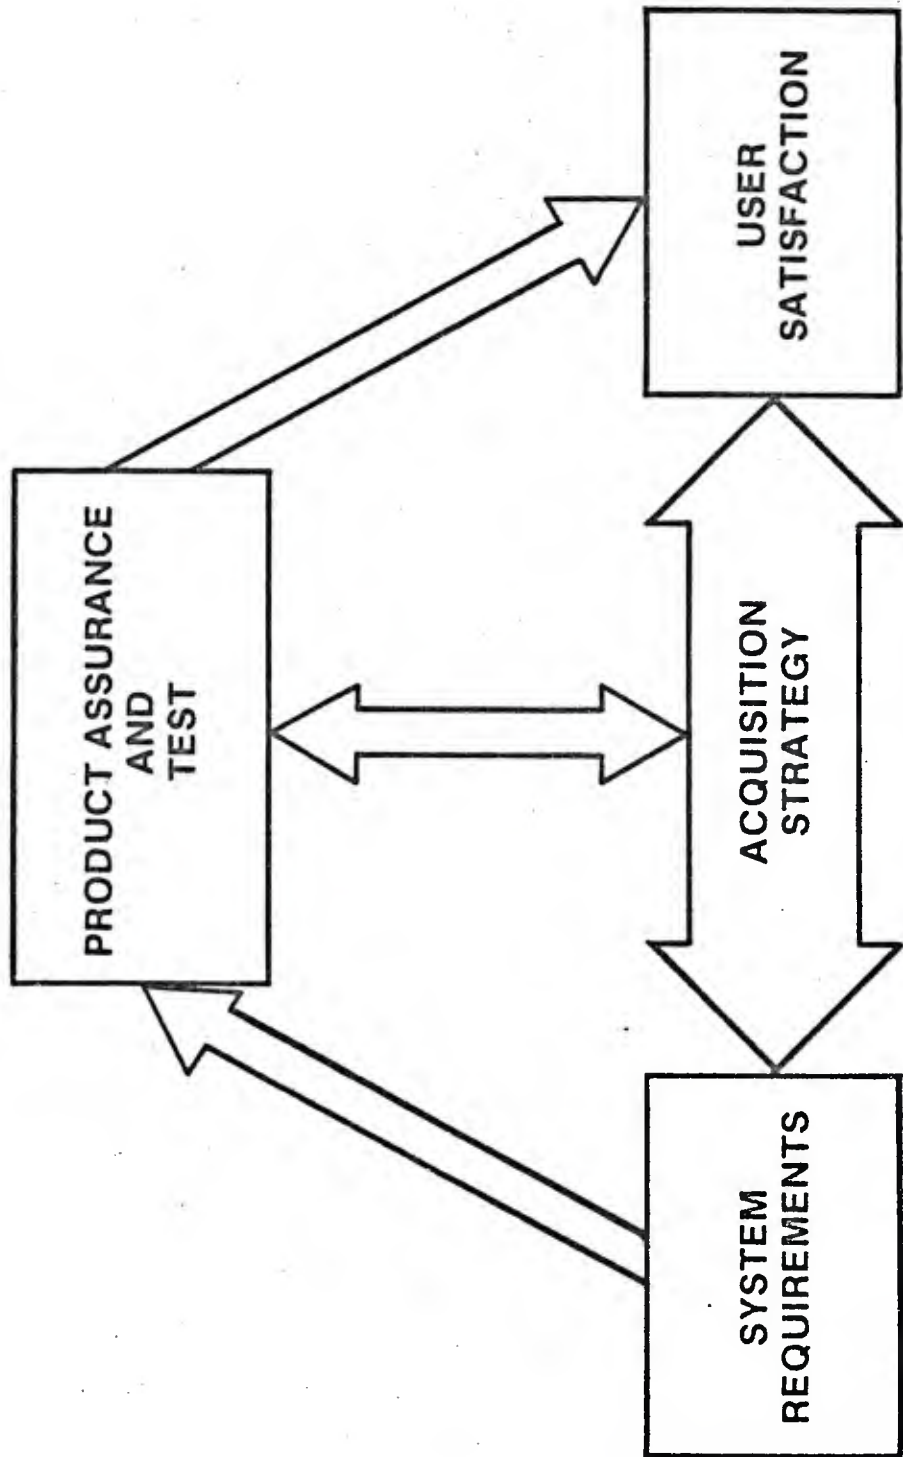 PRODUCT ASSURANCE
AND
TEST
SYSTEM
REQUIREMENTS
ACQUISITION
STRATEGY
USER
SATISFACTION